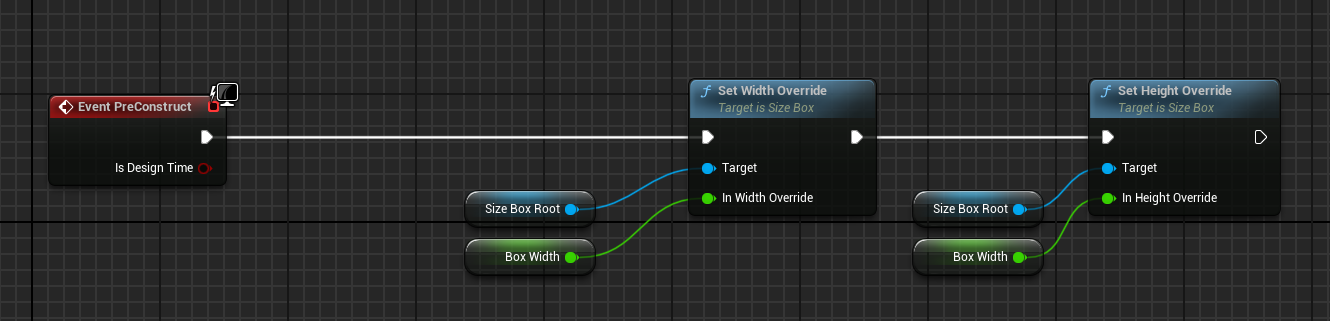 Event PreConstruct
Is Design Time
Size Box Root
Box Width
Set Width Override
Target is Size Box
Target
In Width Override
Size Box Root
Box Width
Set Height Override
Target is Size Box
Target
In Height Override